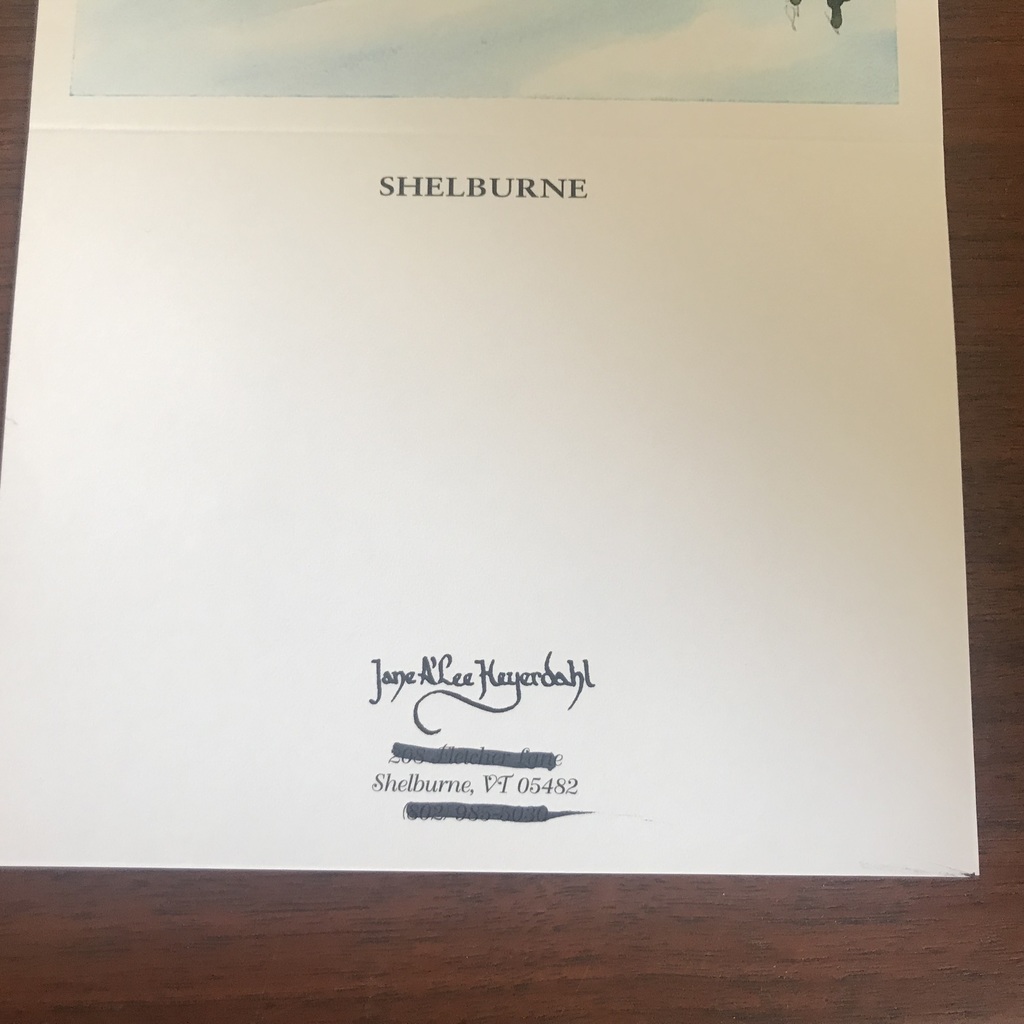 SHELBURNE
Jane A'Lee Heyerdahl
Shelburne, VT 05482